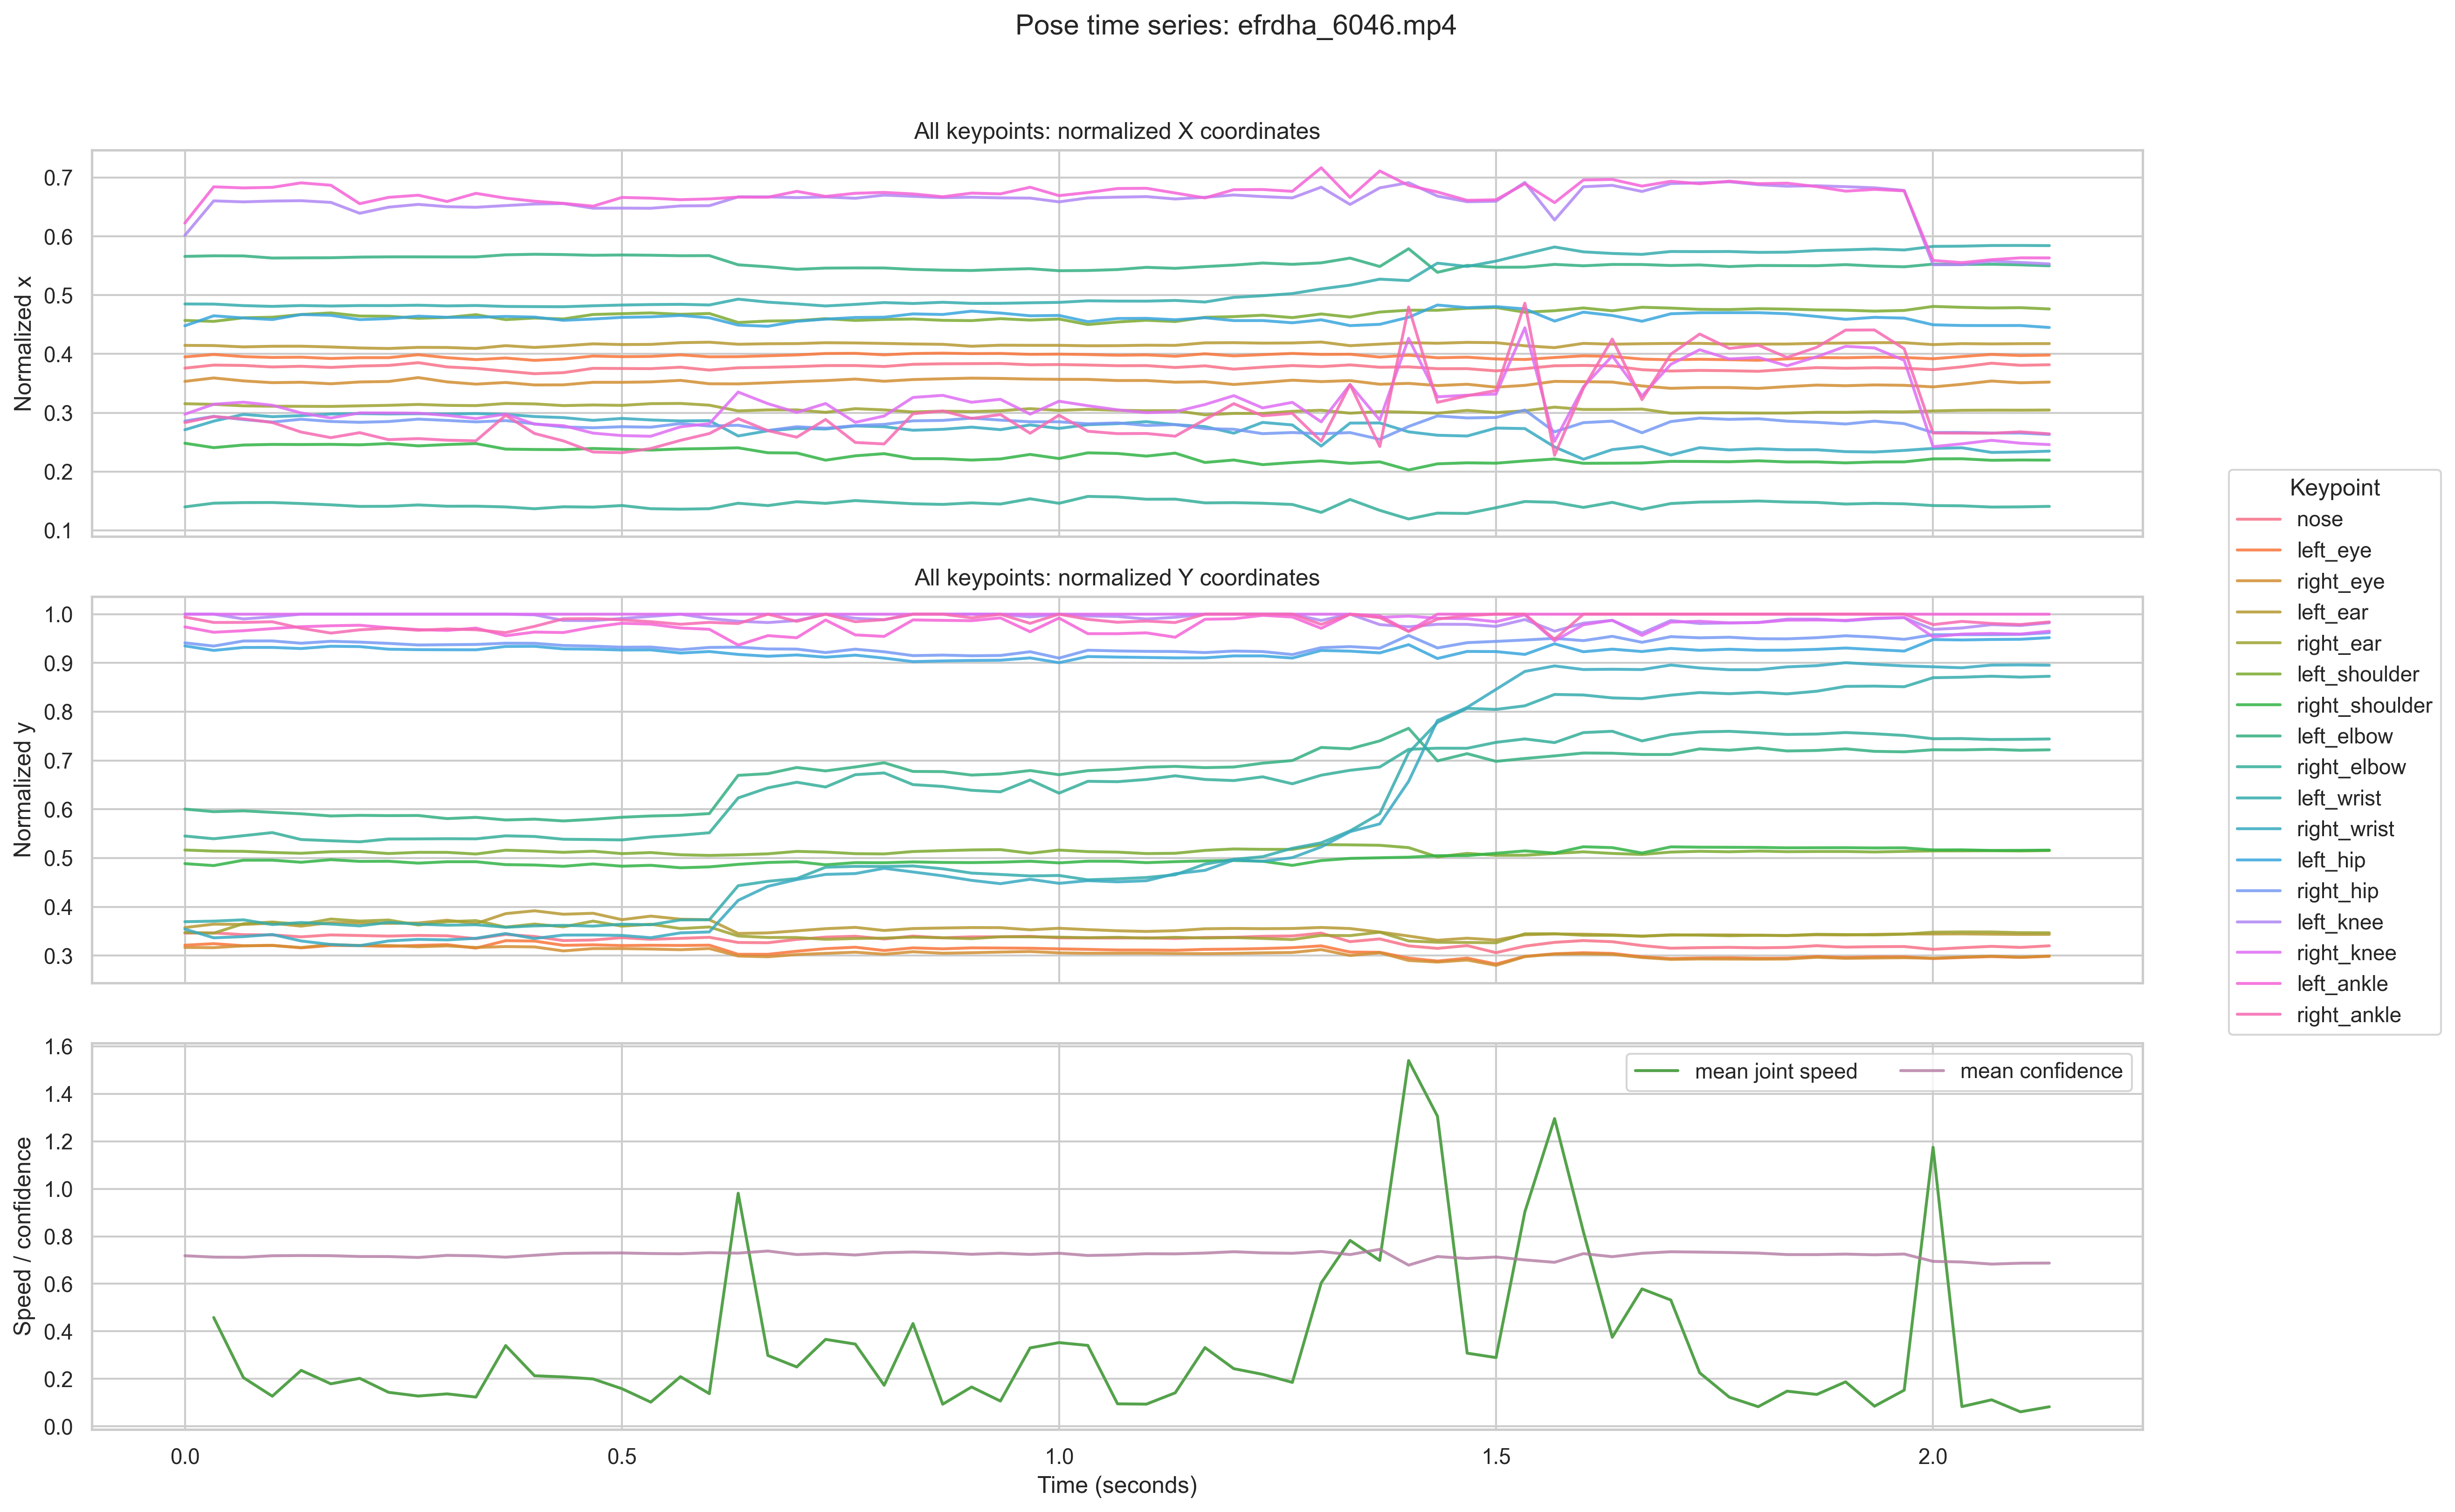 Pose time series: efrdha_6046.mp4
All keypoints: normalized X coordinates
Normalized x
0.7
0.6
0.5
0.4
0.3
0.2
0.1
All keypoints: normalized Y coordinates
Normalized y
1.0
0.9
0.8
0.7
0.6
0.5
0.4
0.3
Keypoint
nose
left_eye
right_eye
left_ear
right_ear
left_shoulder
right_shoulder
left_elbow
right_elbow
left_wrist
right_wrist
left_hip
right_hip
left_knee
right_knee
left_ankle
right_ankle
Speed / confidence
1.6
1.4
1.2
1.0
0.8
0.6
0.4
0.2
0.0
mean joint speed mean confidence
0.0 0.5 1.0 1.5 2.0
Time (seconds)